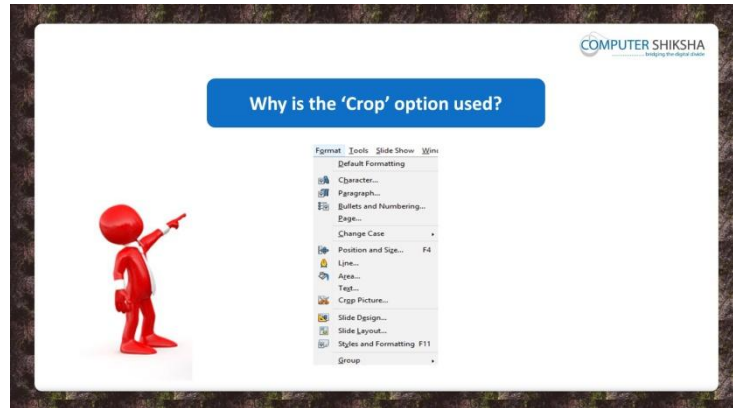 COMPUTER SHIKSHA
bridging the digital divide
Why is the ‘Crop’ option used?
Format Tools Slide Show Wind
Default Formatting
Character...
Paragraph...
Bullets and Numbering...
Page...
Change Case
Position and Size... F4
Line...
Area...
Text...
Crop Picture...
Slide Design...
Slide Layout...
Styles and Formatting F11
Group